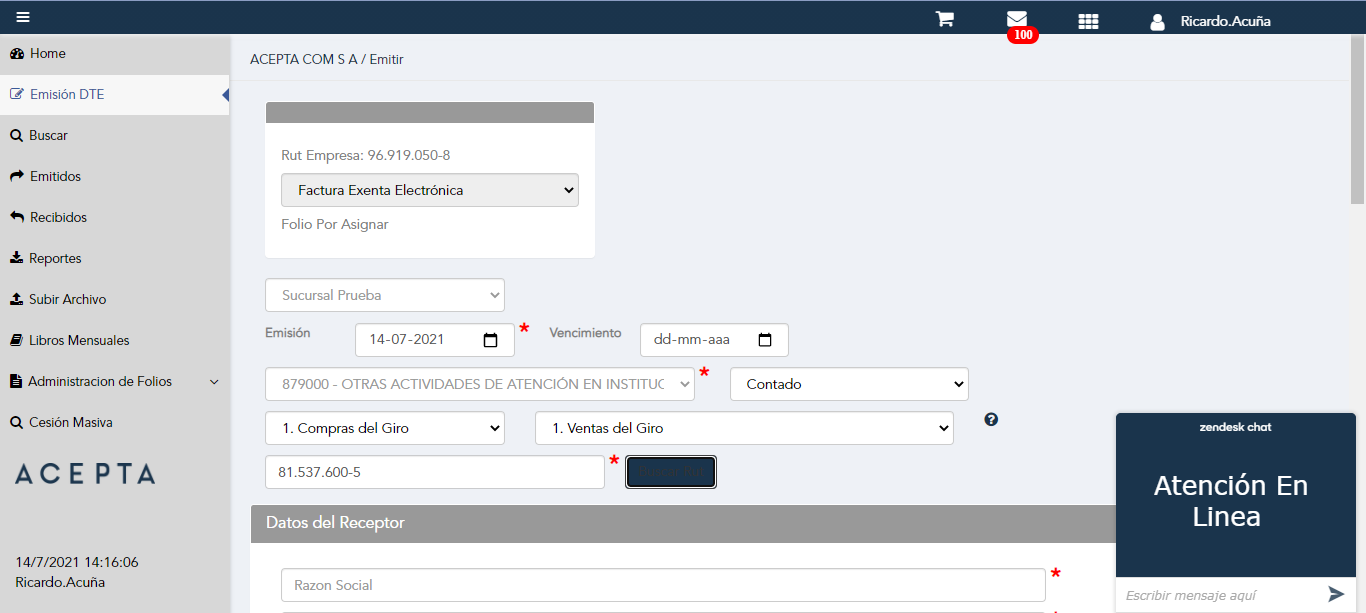 100
Ricardo.Acuña
Home
Emisión DTE
Buscar
Emitidos
Recibidos
Reportes
Subir Archivo
Libros Mensuales
Administracion de Folios
Cesión Masiva
ACEPTA
14/7/2021 14:16:06
Ricardo.Acuña
ACEPTA COM S A / Emitir
Rut Empresa: 96.919.050-8
Factura Exenta Electrónica
Folio Por Asignar
Sucursal Prueba
Emisión 14-07-2021 * Vencimiento dd-mm-aaa
879000 - OTRAS ACTIVIDADES DE ATENCIÓN EN INSTITUC * Contado
1. Compras del Giro 1. Ventas del Giro ?
81.537.600-5 *
Datos del Receptor
Razon Social *
zendesk chat
Atención En
Linea
Escribir mensaje aquí